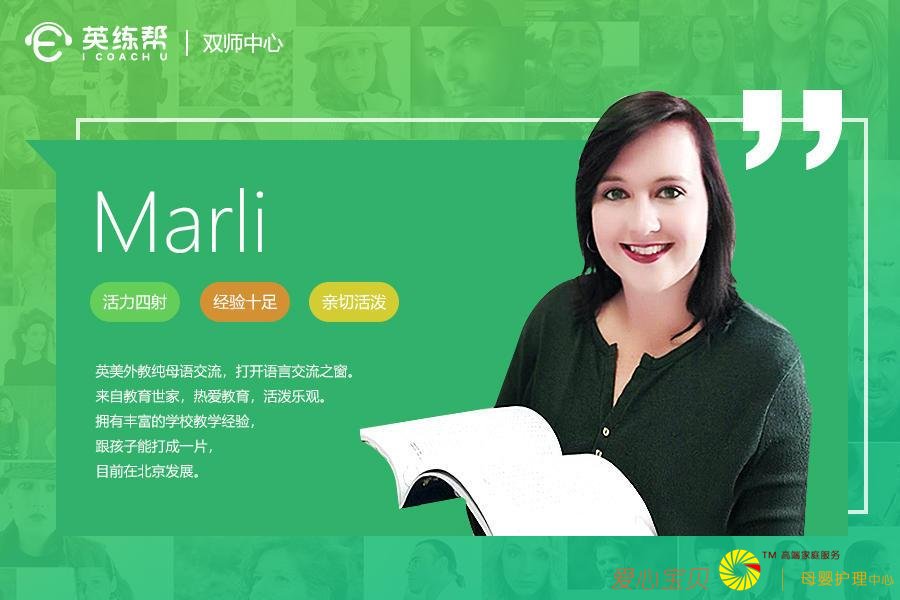 英练帮 | 双师中心
I COACH U
Marli
活力四射 经验十足 亲切活泼
英美外教纯母语交流，打开语言交流之窗。
来自教育世家，热爱教育，活泼乐观。
拥有丰富的学校教学经验，
跟孩子能打成一片，
目前在北京发展。
TM 高端家庭服务
爱心宝贝 | 母婴护理中心